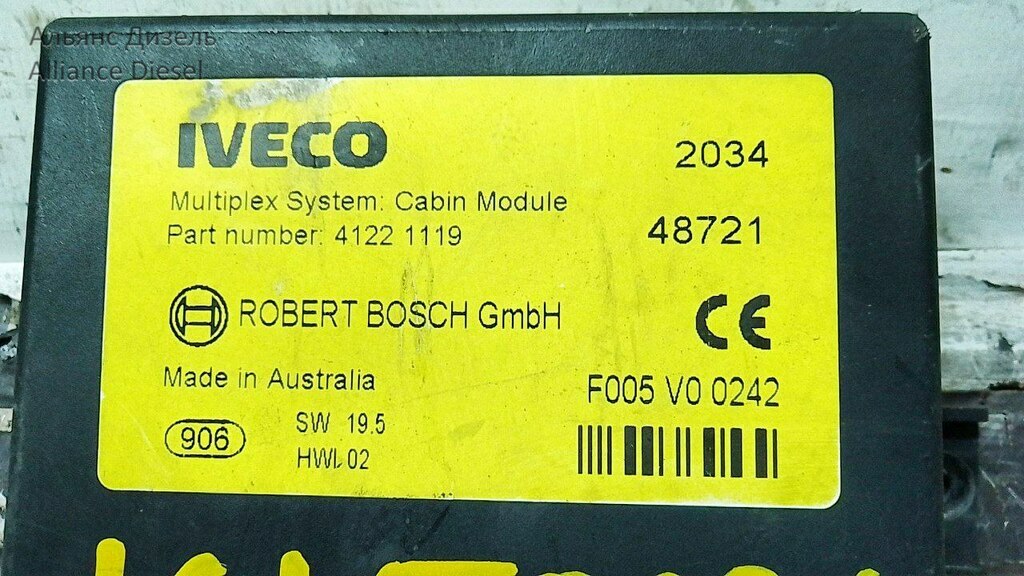 Альянс Дизель
Alliance Diesel
IVECO
2034
Multiplex System: Cabin Module
Part number: 4122 1119
48721
ROBERT BOSCH GmbH
CE
Made in Australia
F005 V0 0242
906
SW 19.5
HWL 02